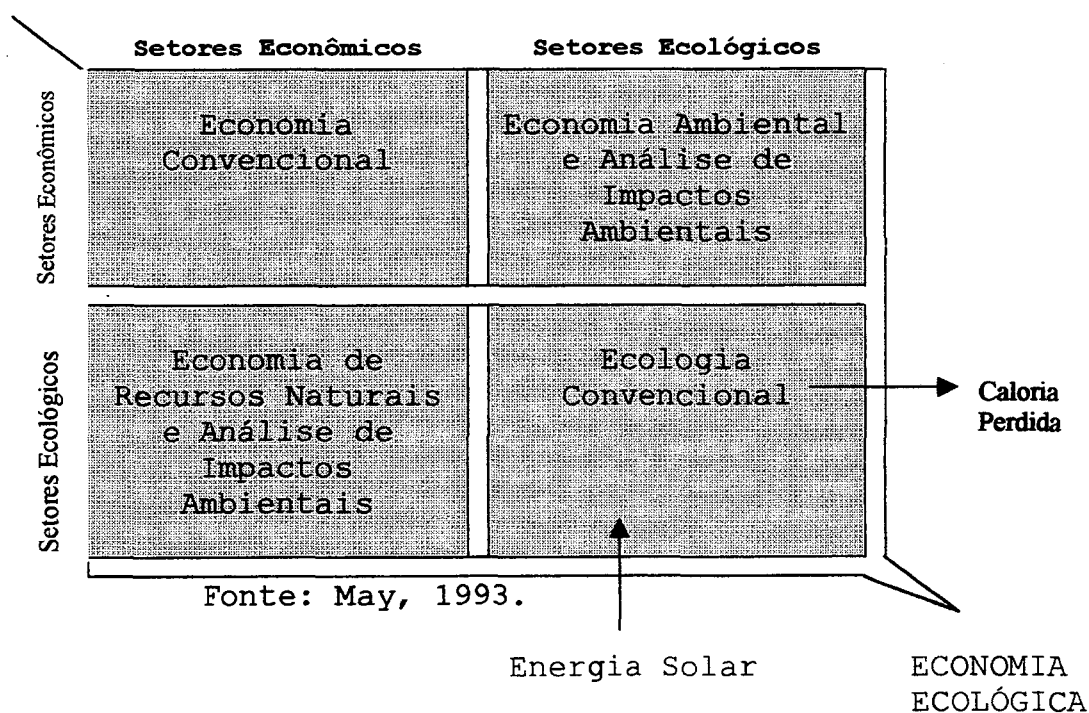 Setores Econômicos
Setores Ecológicos
Setores Econômicos
Economia
Convencional
Economia Ambiental
e Análise de
Impactos
Ambientais
Setores Ecológicos
Economia de
Recursos Naturais
e Análise de
Impactos
Ambientais
Ecologia
Convencional
Caloria
Perdida
Fonte: May, 1993.
Energia Solar
ECONOMIA
ECOLÓGICA